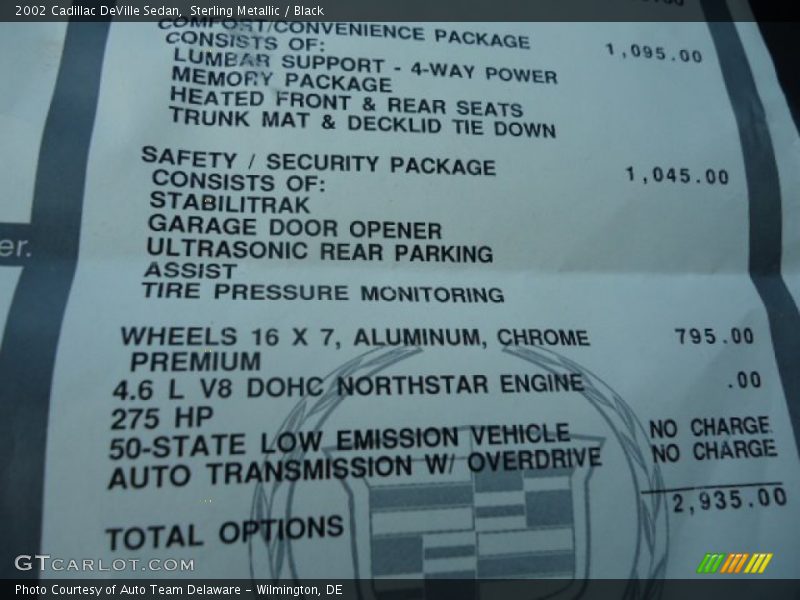 2002 Cadillac DeVille Sedan, Sterling Metallic / Black
COMFORT/CONVENIENCE PACKAGE 1,095.00
CONSISTS OF:
LUMBAR SUPPORT - 4-WAY POWER
MEMORY PACKAGE
HEATED FRONT & REAR SEATS
TRUNK MAT & DECKLID TIE DOWN
SAFETY / SECURITY PACKAGE 1,045.00
CONSISTS OF:
STABILITRAK
GARAGE DOOR OPENER
ULTRASONIC REAR PARKING
ASSIST
TIRE PRESSURE MONITORING
er.
WHEELS 16 X 7, ALUMINUM, CHROME 795.00
PREMIUM
4.6 L V8 DOHC NORTHSTAR ENGINE .00
275 HP
50-STATE LOW EMISSION VEHICLE NO CHARGE
AUTO TRANSMISSION W/ OVERDRIVE NO CHARGE
TOTAL OPTIONS 2,935.00
GTCARLOT.COM
Photo Courtesy of Auto Team Delaware - Wilmington, DE